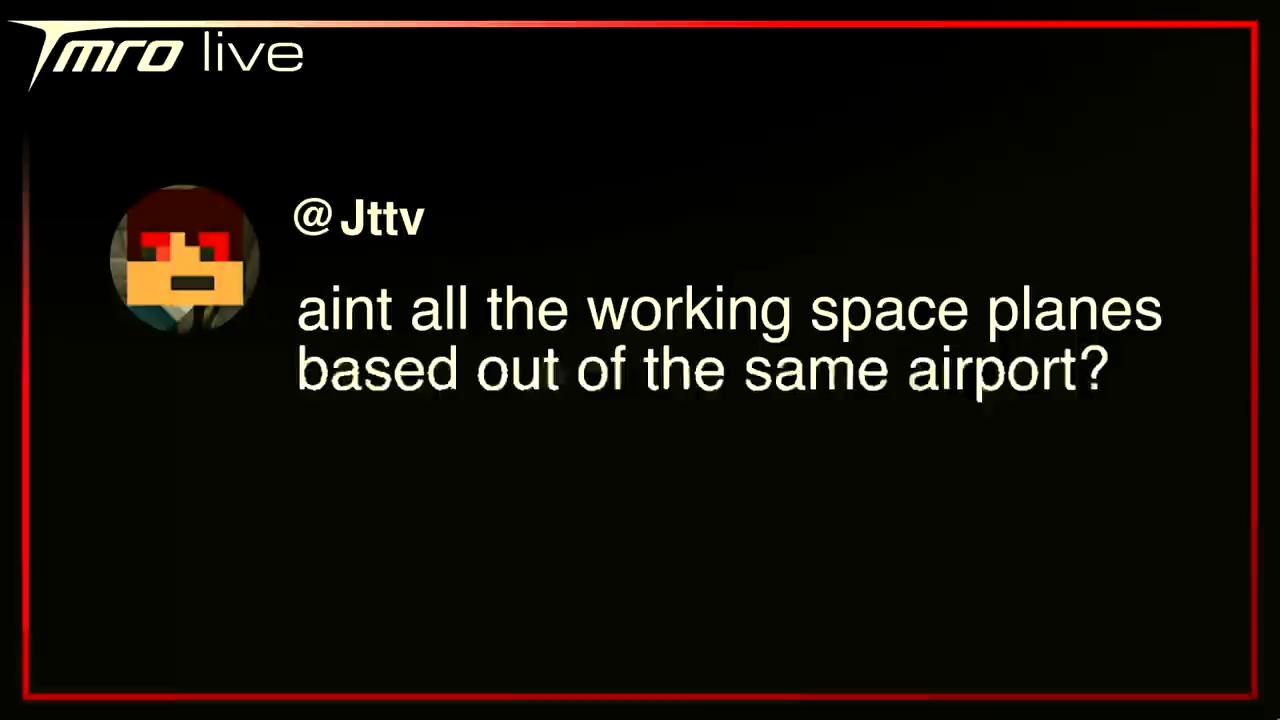 Tmro live
@Jttv
aint all the working space planes
based out of the same airport?